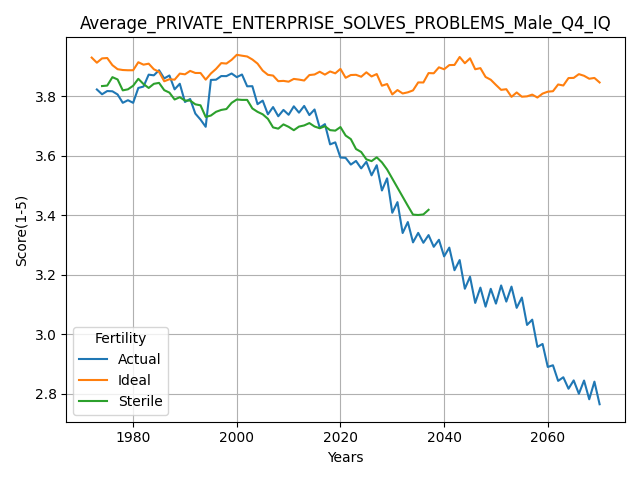 Average_PRIVATE_ENTERPRISE_SOLVES_PROBLEMS_Male_Q4_IQ
Score(1-5)
3.8
3.6
3.4
3.2
3.0
2.8
Fertility
Actual
Ideal
Sterile
1980
2000
2020
2040
2060
Years